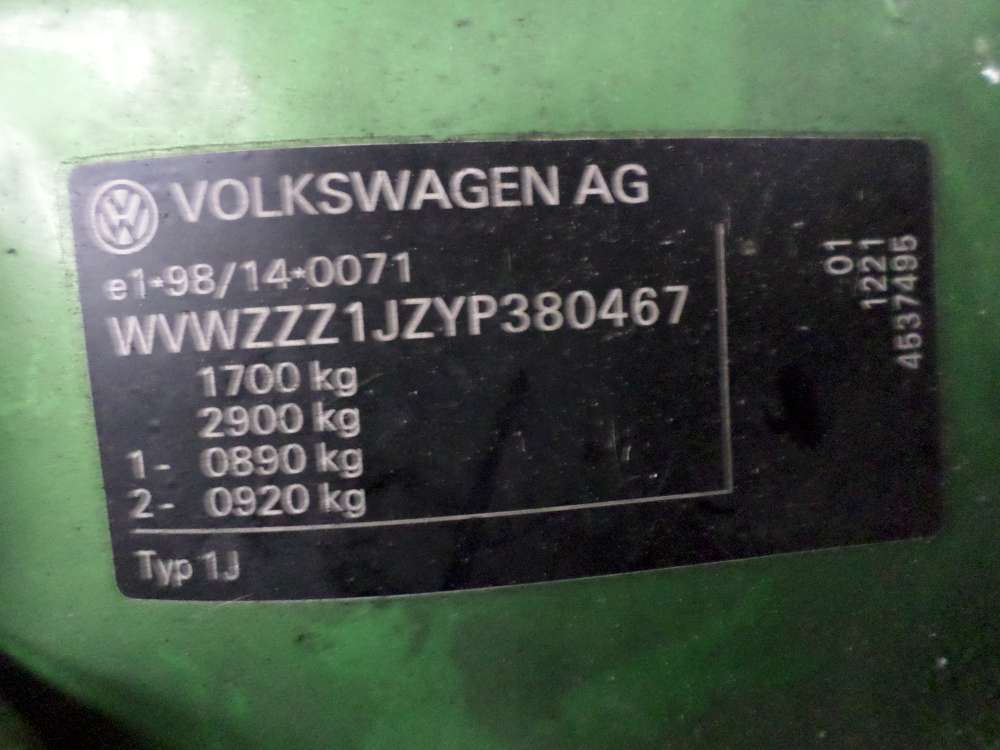 VOLKSWAGEN AG
e1*98/14*0071
WVWZZZ1JZYP380467
1700 kg
2900 kg
1- 0890 kg
2- 0920 kg
Typ 1J
01
1221
4537495